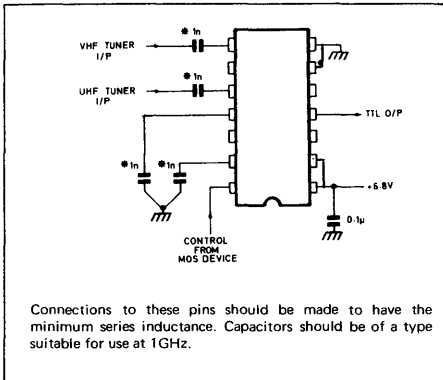 VHF TUNER
I/P
* 1n
UHF TUNER
I/P
* 1n
TTL O/P
* 1n
* 1n
+6.8V
0.1μ
CONTROL
FROM
MOS DEVICE
Connections to these pins should be made to have the
minimum series inductance. Capacitors should be of a type
suitable for use at 1GHz.